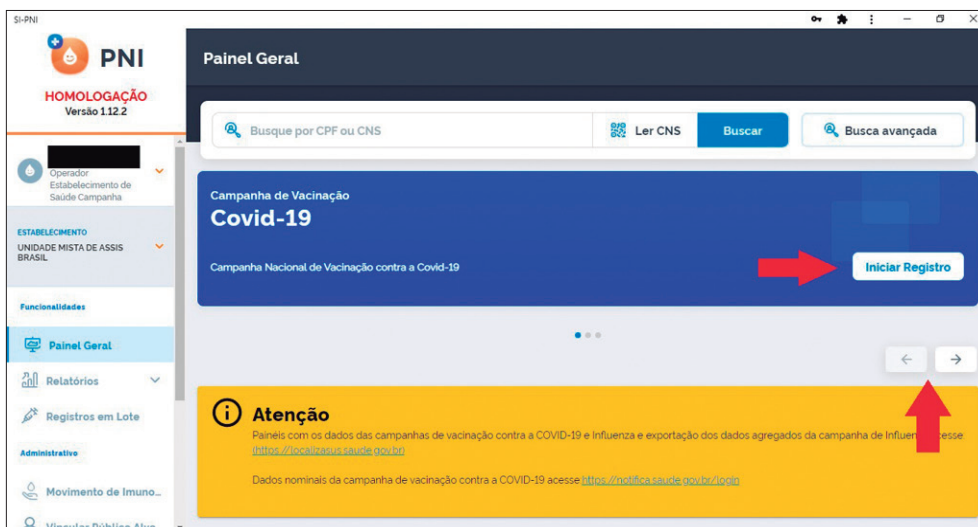 SI-PNI
PNI
HOMOLOGAÇÃO
Versão 1.12.2
Operador
Estabelecimento de
Saúde Campanha
ESTABELECIMENTO
UNIDADE MISTA DE ASSIS
BRASIL
Funcionalidades
Painel Geral
Relatórios
Registros em Lote
Administrativo
Movimento de Imuno...
Vincular Público Alvo
Painel Geral
Busque por CPF ou CNS
Ler CNS
Buscar
Busca avançada
Campanha de Vacinação
Covid-19
Campanha Nacional de Vacinação contra a Covid-19
Iniciar Registro
Atenção
Painéis com os dados das campanhas de vacinação contra a COVID-19 e Influenza e exportação dos dados agregados da campanha de
(https://localizasus.saude.gov.br)
Dados nominais da campanha de vacinação contra a COVID-19 acesse https://notifica.saude.gov.br/login